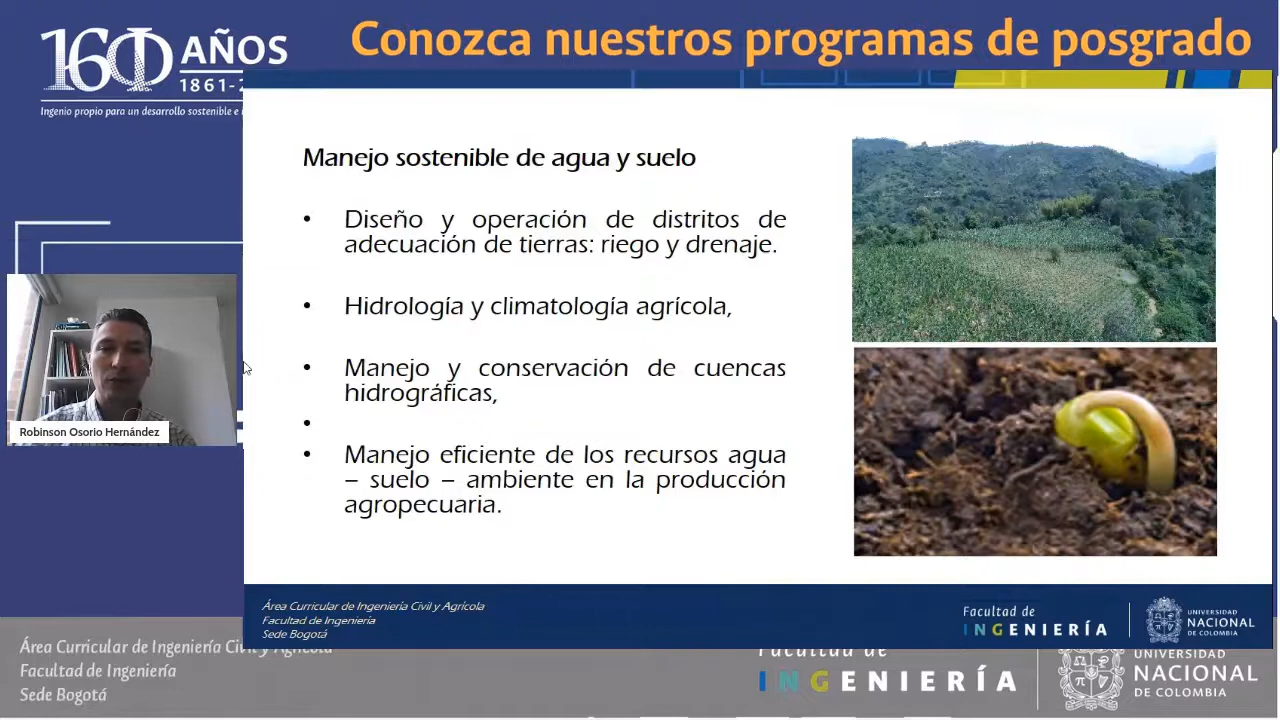 160 AÑOS
1861-2
Ingenio propio para un desarrollo sostenible e
Conozca nuestros programas de posgrado
Manejo sostenible de agua y suelo
• Diseño y operación de distritos de
adecuación de tierras: riego y drenaje.
• Hidrología y climatología agrícola,
• Manejo y conservación de cuencas
hidrográficas,
•
• Manejo eficiente de los recursos agua
– suelo – ambiente en la producción
agropecuaria.
Robinson Osorio Hernández
Área Curricular de Ingeniería Civil y Agrícola
Facultad de Ingeniería
Sede Bogotá
Facultad de
INGENIERÍA
UNIVERSIDAD
NACIONAL
DE COLOMBIA
Área Curricular de Ingeniería Civil y Agrícola
Facultad de Ingeniería
Sede Bogotá
Facultad de
INGENIERÍA
UNIVERSIDAD
NACIONAL
DE COLOMBIA